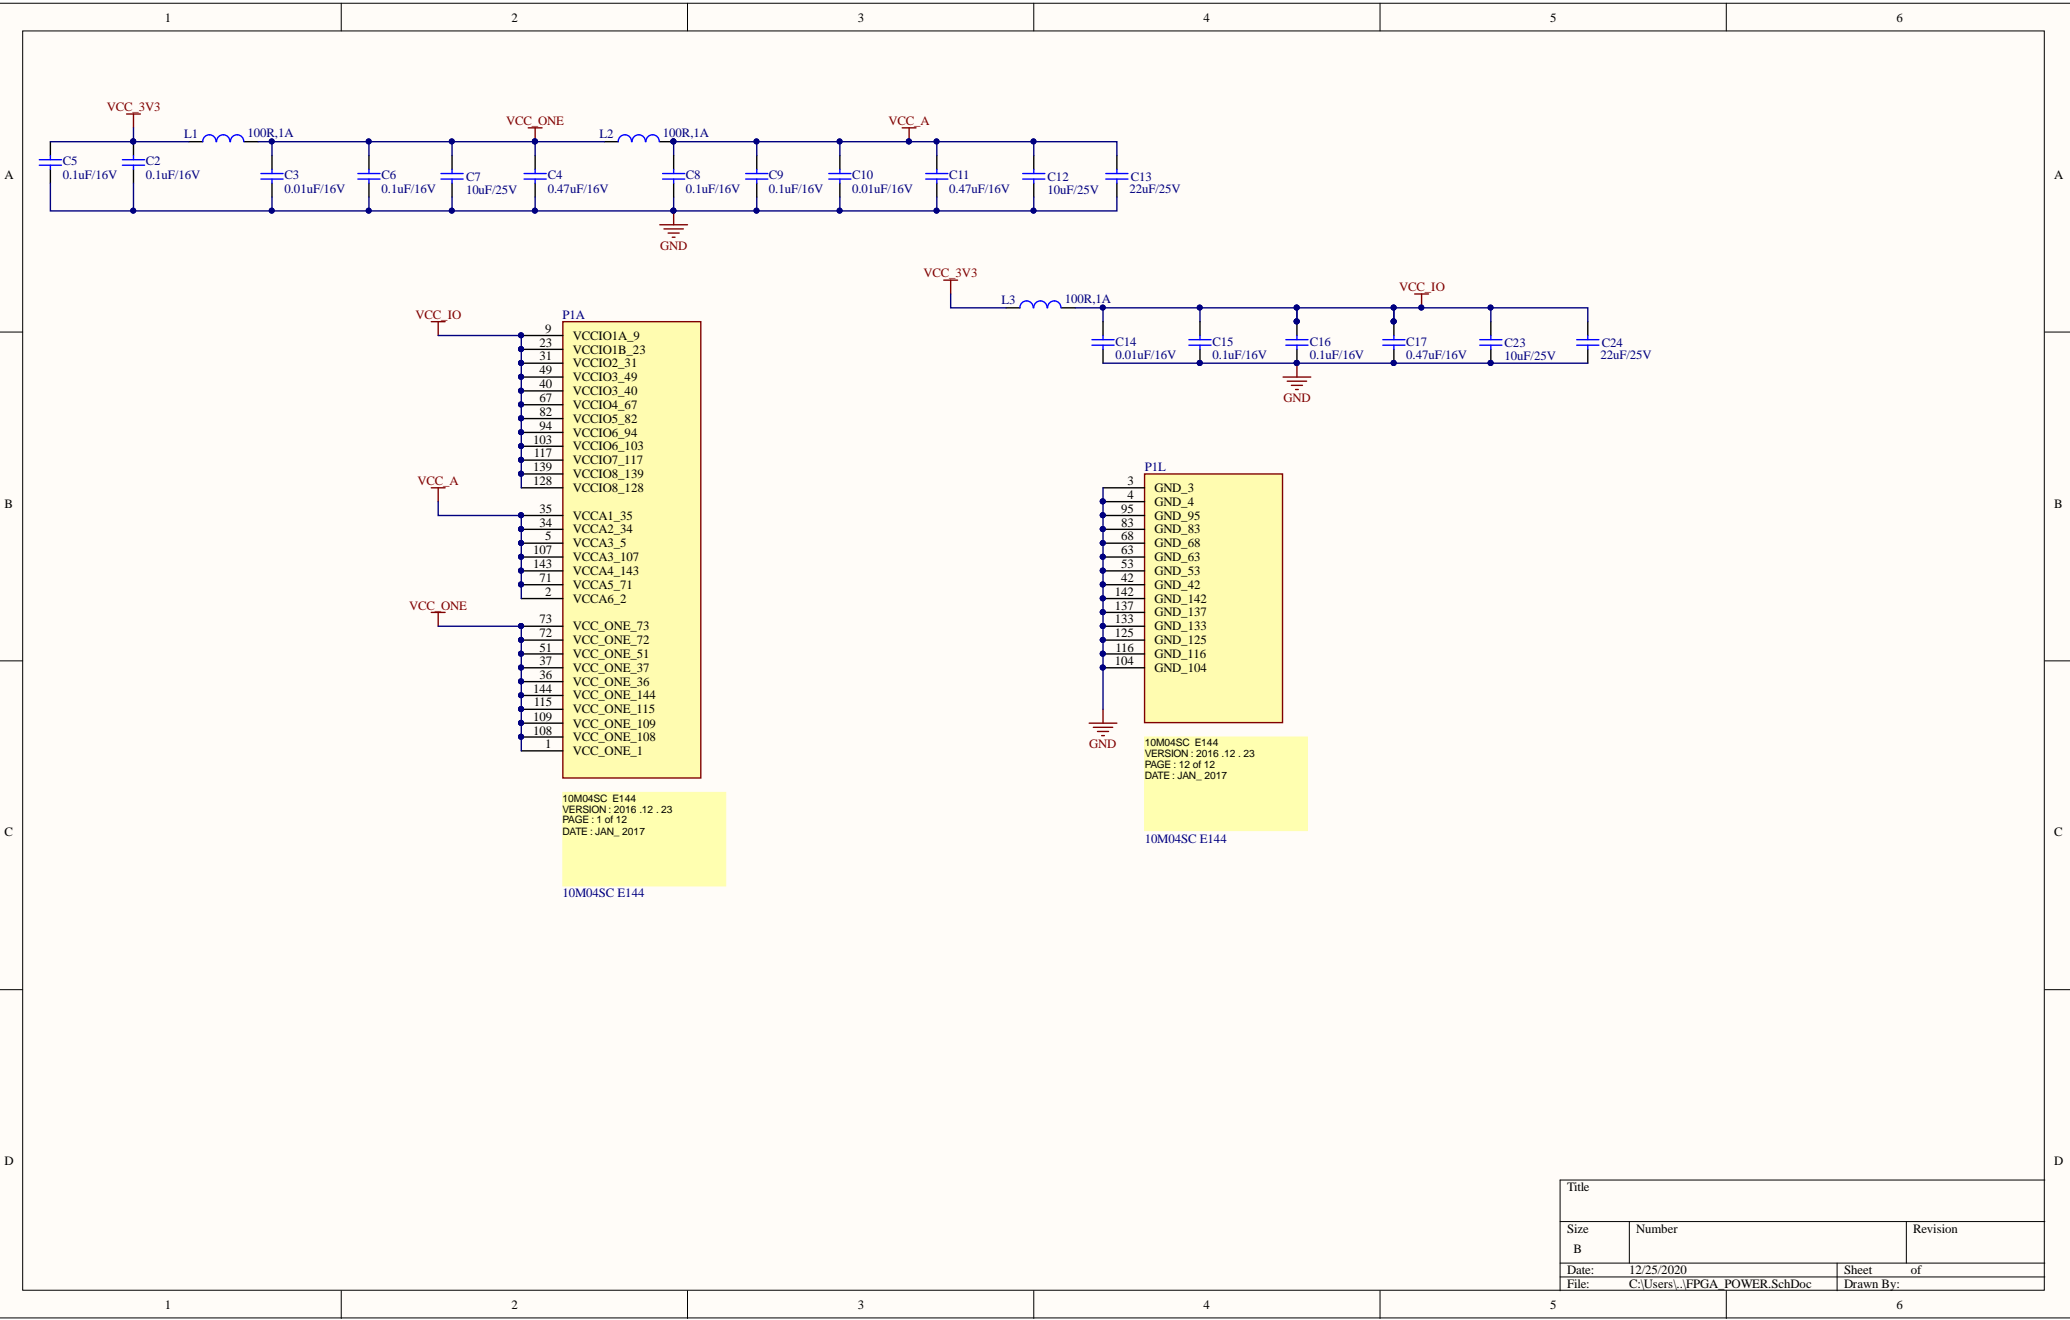 1 2 3 4 5 6
VCC_3V3
L1 100R,1A
VCC_ONE
L2 100R,1A
VCC_A
C5
0.1uF/16V
C2
0.1uF/16V
C3
0.01uF/16V
C6
0.1uF/16V
C7
10uF/25V
C4
0.47uF/16V
C8
0.1uF/16V
C9
0.1uF/16V
C10
0.01uF/16V
C11
0.47uF/16V
C12
10uF/25V
C13
22uF/25V
A A
GND
VCC_3V3
L3 100R,1A
VCC_IO
C14
0.01uF/16V
C15
0.1uF/16V
C16
0.1uF/16V
C17
0.47uF/16V
C23
10uF/25V
C24
22uF/25V
GND
VCC_IO
P1A
9 VCCIO1A_9
23 VCCIO1B_23
31 VCCIO2_31
49 VCCIO3_49
40 VCCIO3_40
67 VCCIO4_67
82 VCCIO5_82
94 VCCIO6_94
103 VCCIO6_103
117 VCCIO7_117
139 VCCIO8_139
128 VCCIO8_128
VCC_A
35 VCCA1_35
34 VCCA2_34
5 VCCA3_5
107 VCCA3_107
143 VCCA4_143
71 VCCA5_71
2 VCCA6_2
VCC_ONE
73 VCC_ONE_73
72 VCC_ONE_72
51 VCC_ONE_51
37 VCC_ONE_37
36 VCC_ONE_36
144 VCC_ONE_144
115 VCC_ONE_115
109 VCC_ONE_109
108 VCC_ONE_108
1 VCC_ONE_1
10M04SC E144
VERSION : 2016 .12 . 23
PAGE : 1 of 12
DATE : JAN_ 2017
10M04SC E144
B B
P1L
3 GND_3
4 GND_4
95 GND_95
83 GND_83
68 GND_68
63 GND_63
53 GND_53
42 GND_42
142 GND_142
137 GND_137
133 GND_133
125 GND_125
116 GND_116
104 GND_104
GND
10M04SC E144
VERSION : 2016 .12 . 23
PAGE : 12 of 12
DATE : JAN_ 2017
10M04SC E144
C C
D D
Title
Size Number Revision
B
Date: 12/25/2020 Sheet of
File: C:\Users\..\FPGA_POWER.SchDoc Drawn By:
1 2 3 4 5 6